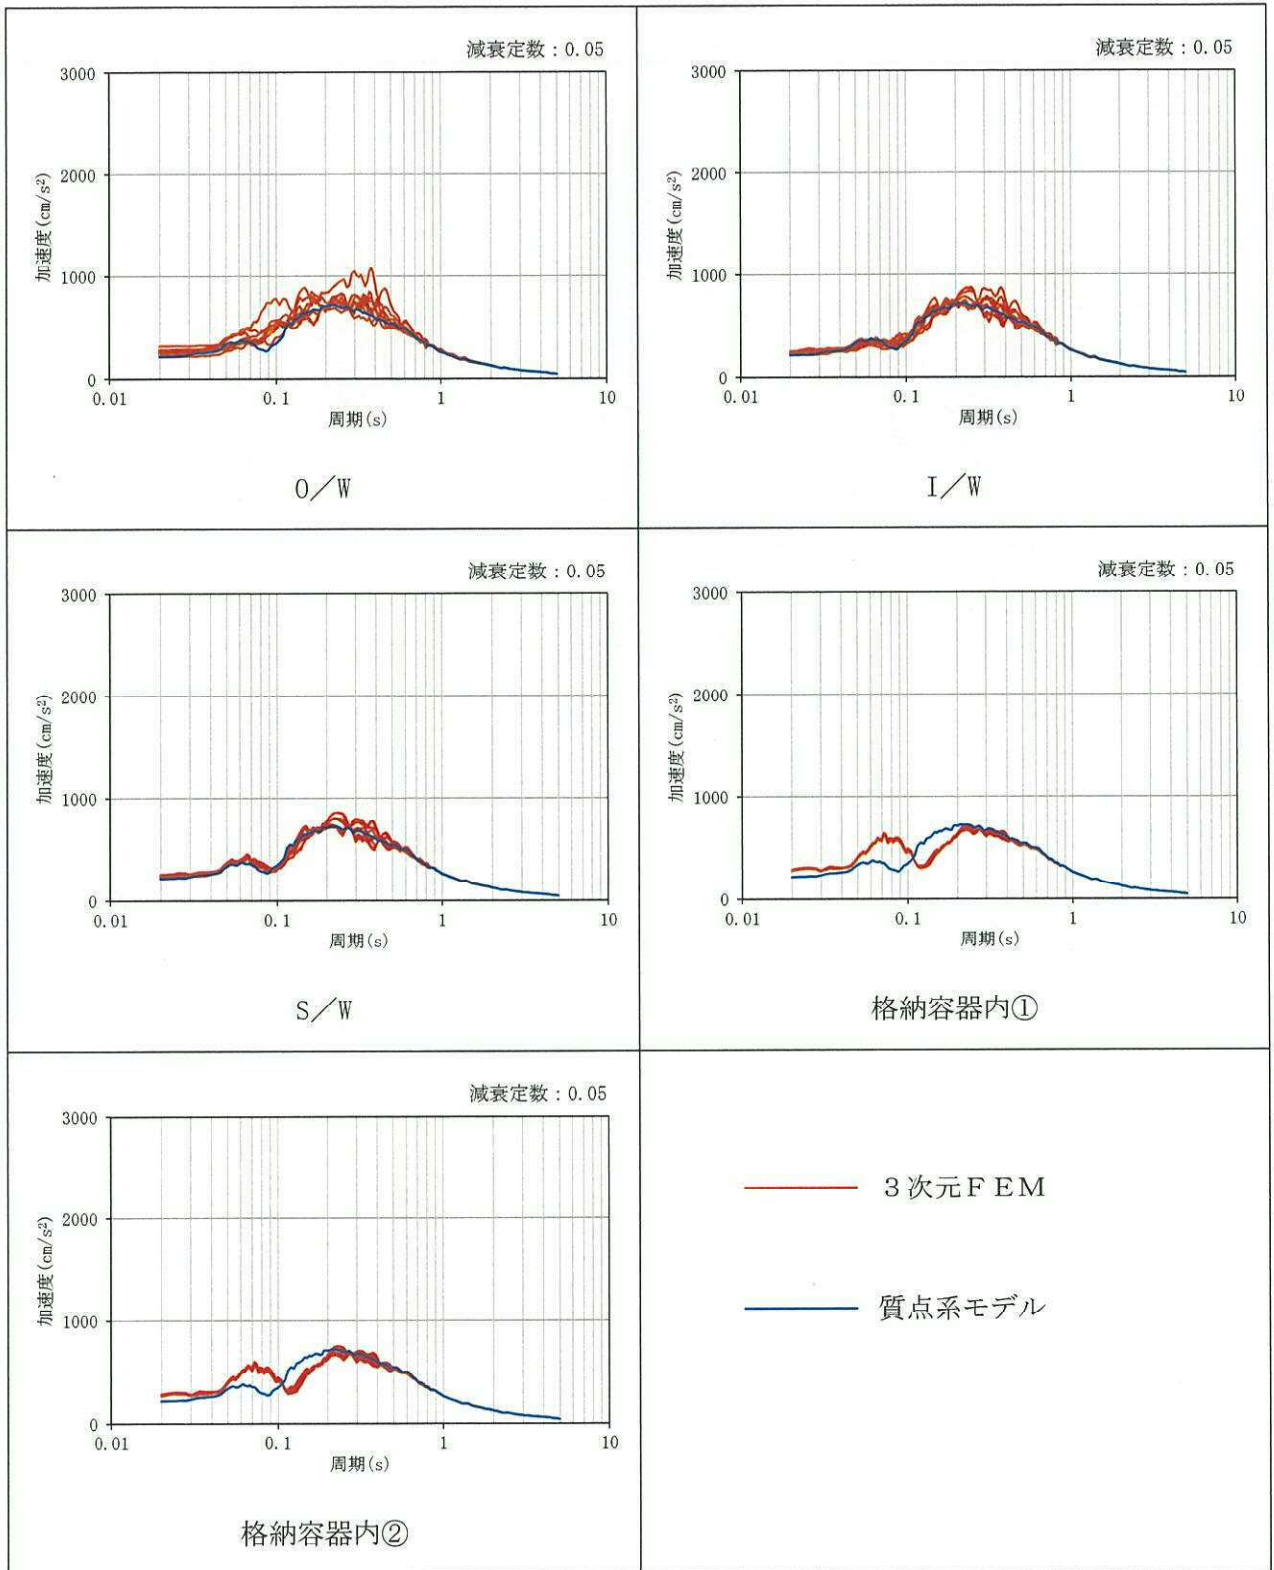 減衰定数：0.05
3000
2000
1000
0
加速度(cm/s²)
0.01
0.1
1
10
周期(s)
O／W
減衰定数：0.05
3000
2000
1000
0
加速度(cm/s²)
0.01
0.1
1
10
周期(s)
I／W
減衰定数：0.05
3000
2000
1000
0
加速度(cm/s²)
0.01
0.1
1
10
周期(s)
S／W
減衰定数：0.05
3000
2000
1000
0
加速度(cm/s²)
0.01
0.1
1
10
周期(s)
格納容器内①
減衰定数：0.05
3000
2000
1000
0
加速度(cm/s²)
0.01
0.1
1
10
周期(s)
格納容器内②
３次元ＦＥＭ
質点系モデル